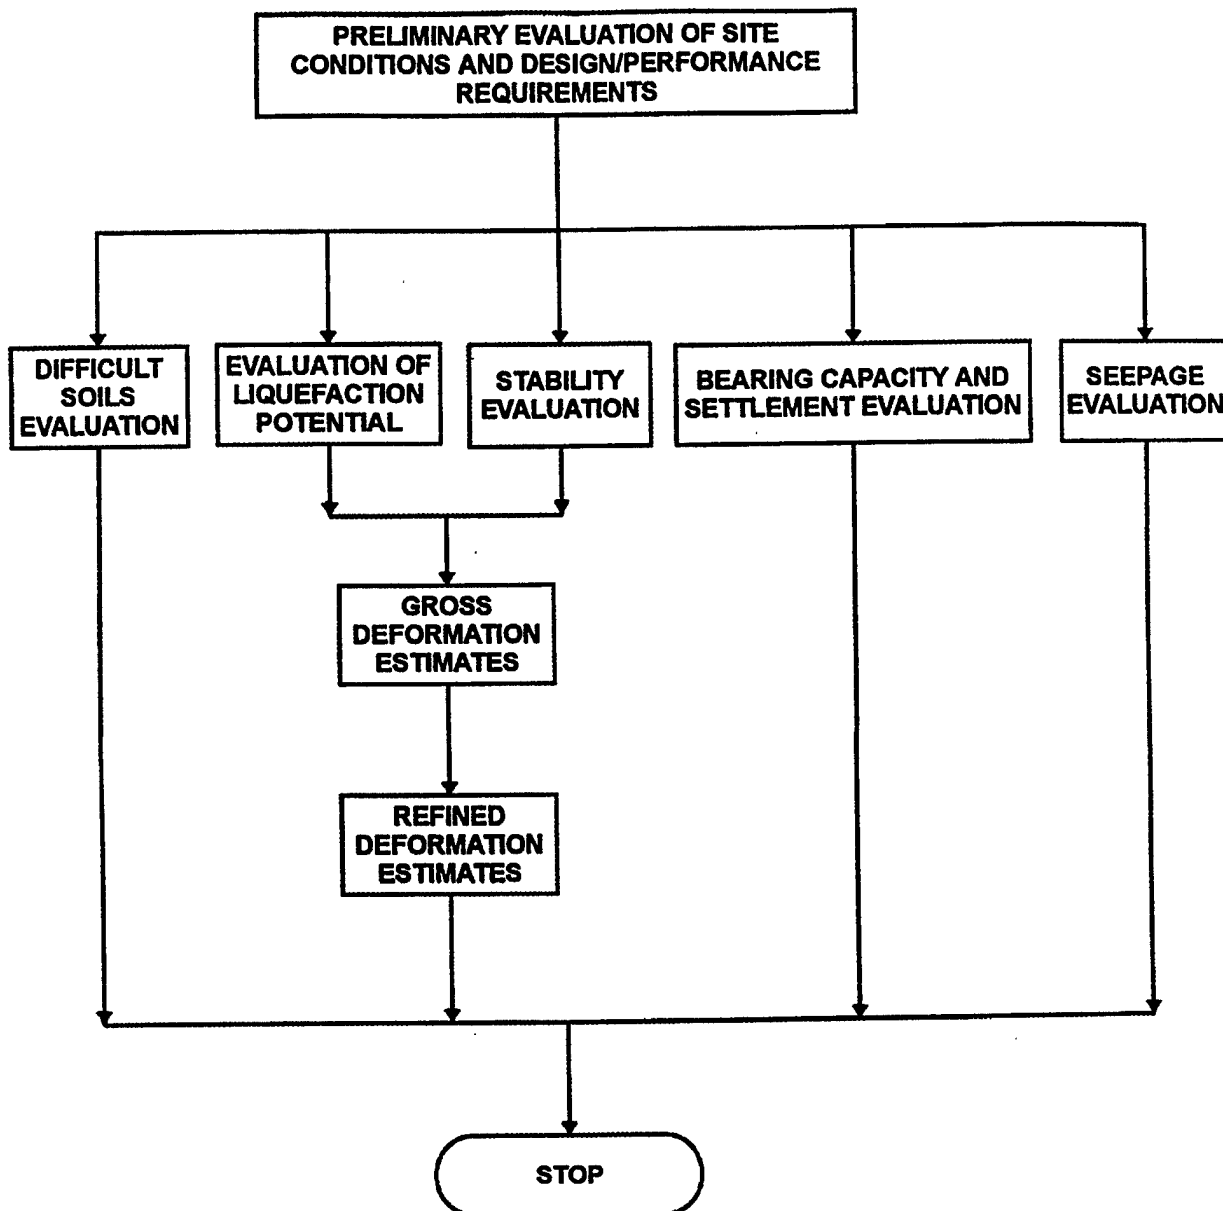 PRELIMINARY EVALUATION OF SITE
CONDITIONS AND DESIGN/PERFORMANCE
REQUIREMENTS
DIFFICULT
SOILS
EVALUATION
EVALUATION OF
LIQUEFACTION
POTENTIAL
STABILITY
EVALUATION
BEARING CAPACITY AND
SETTLEMENT EVALUATION
SEEPAGE
EVALUATION
GROSS
DEFORMATION
ESTIMATES
REFINED
DEFORMATION
ESTIMATES
STOP